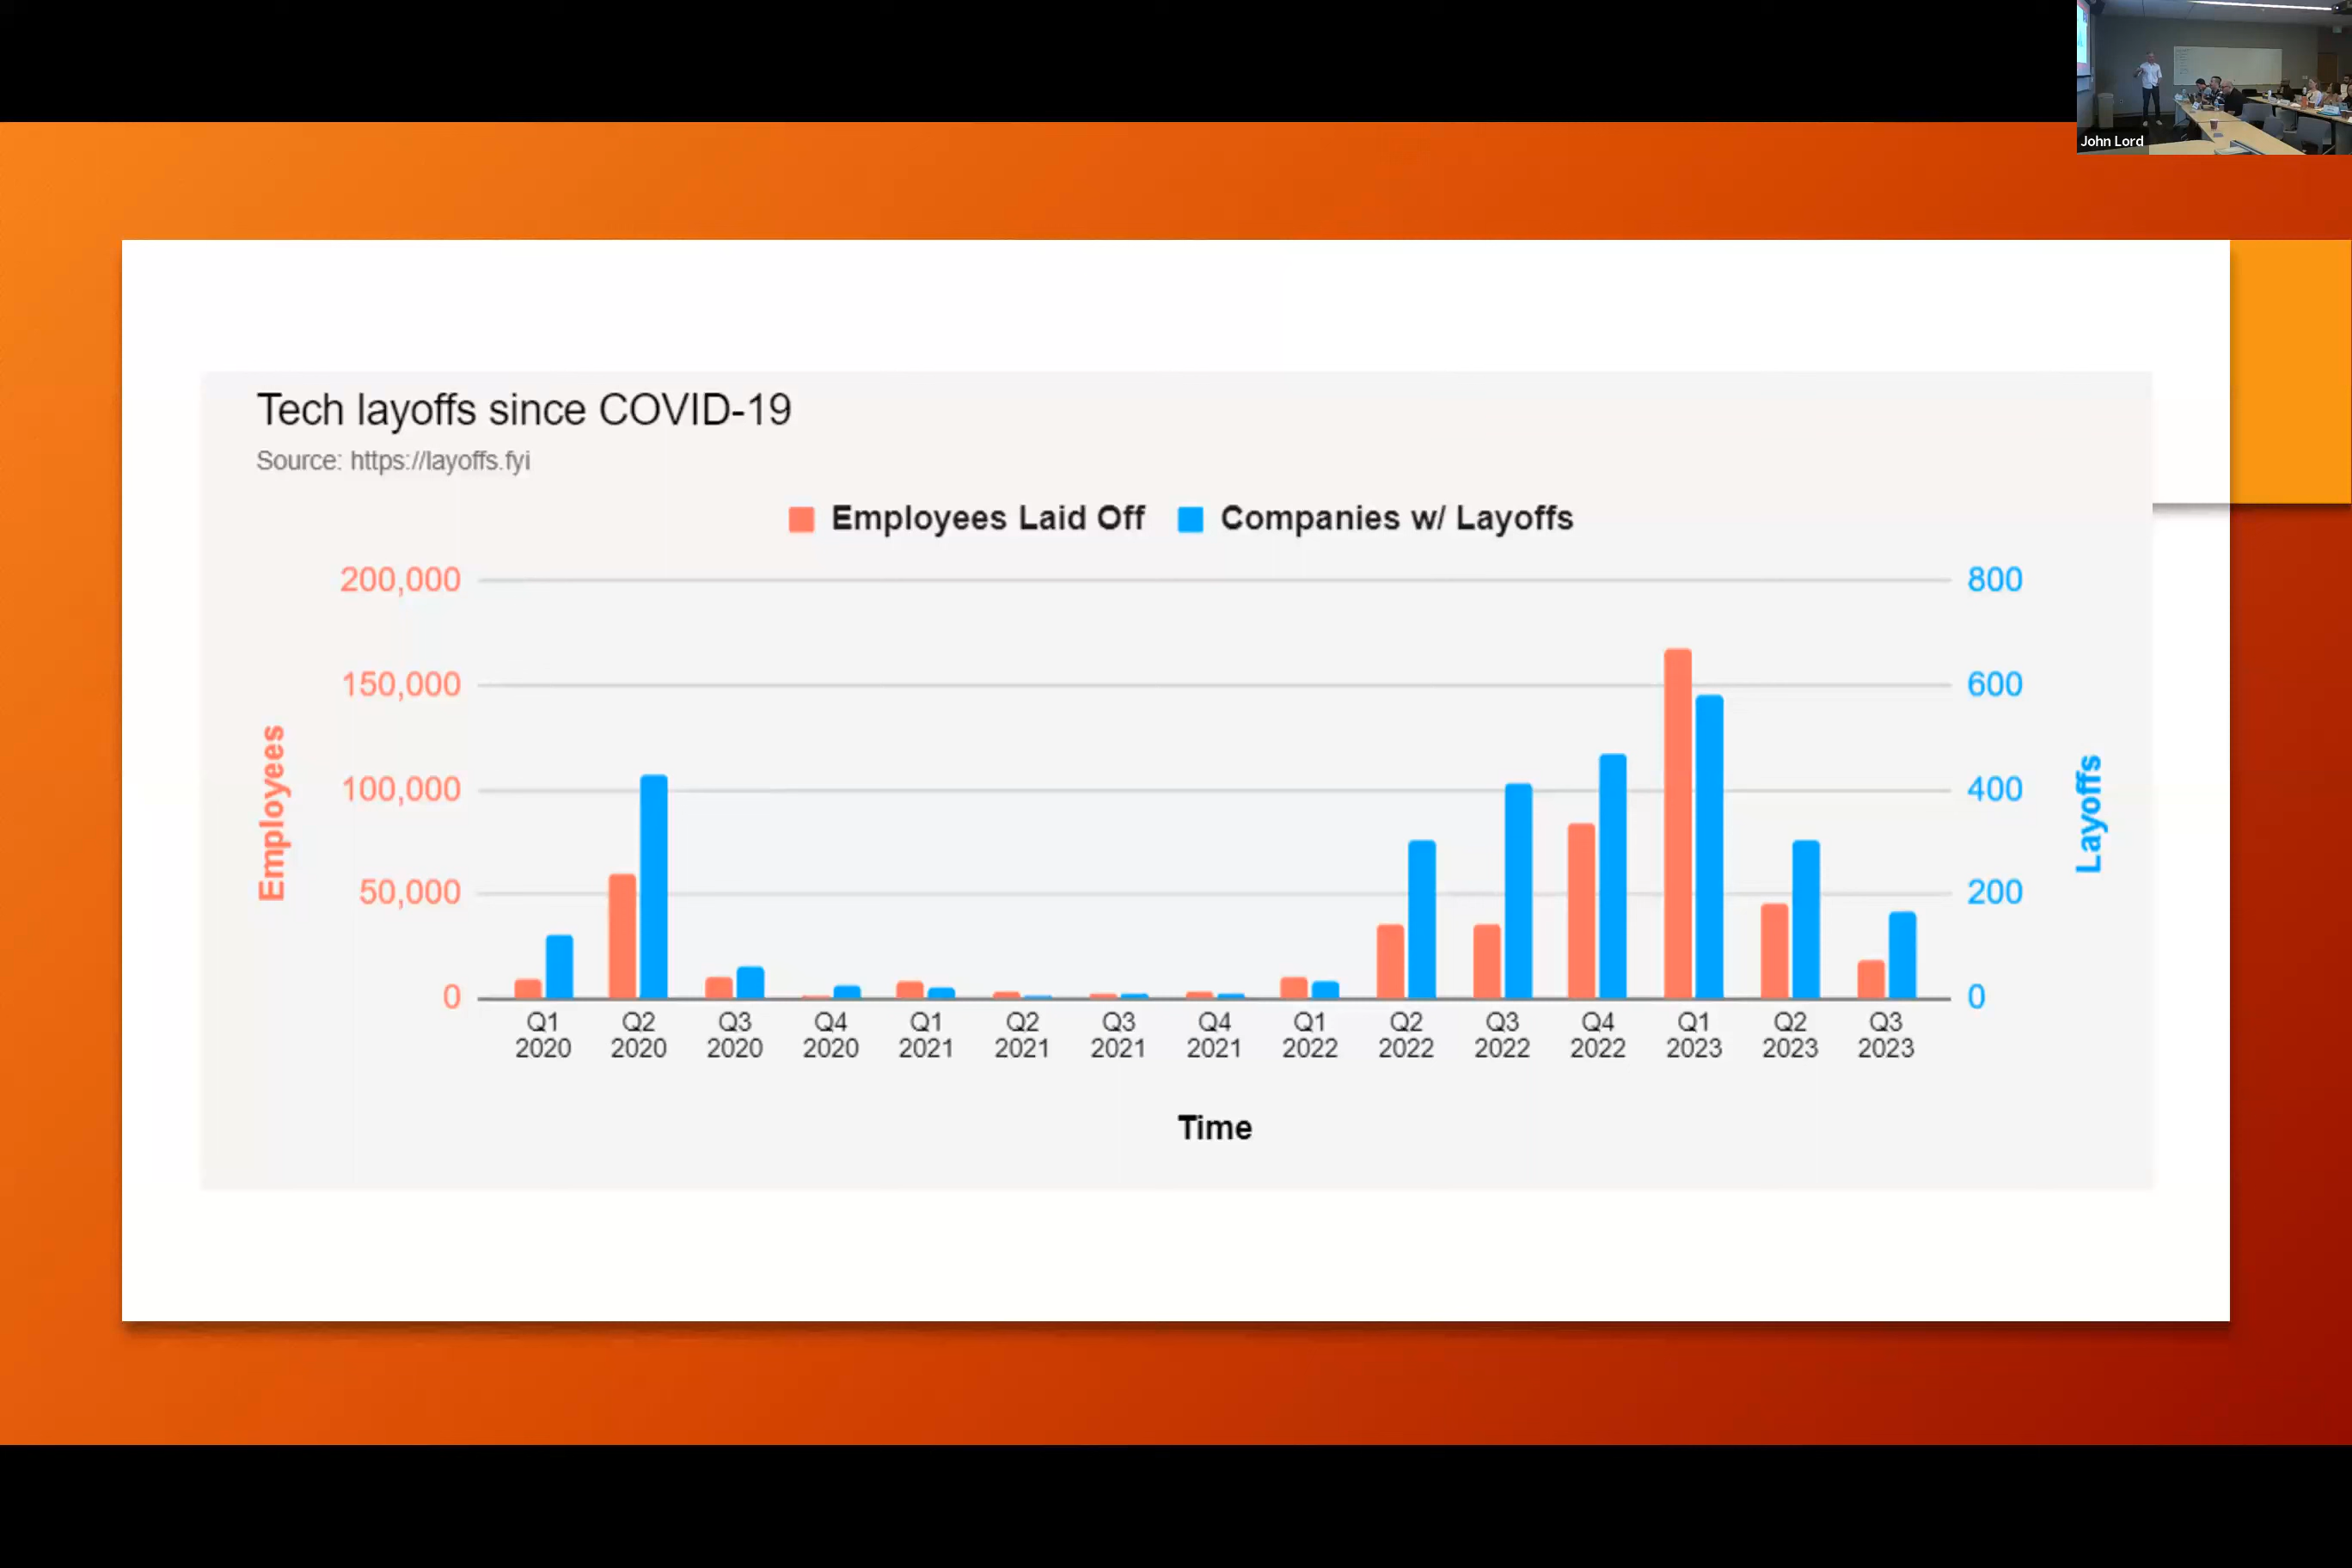 John Lord
Tech layoffs since COVID-19
Source: https://layoffs.fyi
Employees Laid Off Companies w/ Layoffs
200,000 800
150,000 600
100,000 400
50,000 200
0 0
Employees
Layoffs
Q1 Q2 Q3 Q4 Q1 Q2 Q3 Q4 Q1 Q2 Q3 Q4 Q1 Q2 Q3
2020 2020 2020 2020 2021 2021 2021 2021 2022 2022 2022 2022 2023 2023 2023
Time